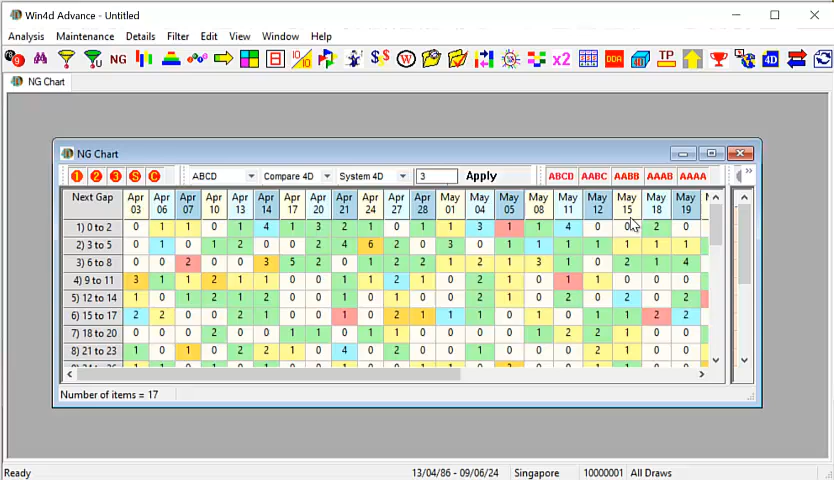 Win4d Advance - Untitled
Analysis Maintenance Details Filter Edit View Window Help
NG 10/10 $$ W x2 DDR 4D TP 4D
NG Chart
NG Chart
1 2 3 S C ABCD Compare 4D System 4D 3 Apply ABCD AABC AABB AAAB AAAA
Next Gap Apr 03 Apr 06 Apr 07 Apr 10 Apr 13 Apr 14 Apr 17 Apr 20 Apr 21 Apr 24 Apr 27 Apr 28 May 01 May 04 May 05 May 08 May 11 May 12 May 15 May 18 May 19
1) 0 to 2 0 1 1 0 1 4 1 3 2 1 0 1 1 3 1 1 4 0 0 2 0
2) 3 to 5 0 1 0 1 2 0 0 2 4 6 2 0 3 0 1 1 1 1 1 1 1
3) 6 to 8 0 0 2 0 0 3 5 2 0 1 2 2 1 2 1 3 1 0 2 1 4
4) 9 to 11 3 1 1 2 1 1 0 0 1 1 2 1 0 2 1 0 1 1 0 0 0
5) 12 to 14 1 0 1 2 1 2 0 0 1 0 1 0 0 2 1 0 2 0 2 0 2
6) 15 to 17 2 2 0 0 0 0 0 0 1 0 2 1 1 1 0 0 0 1 1 2 2
7) 18 to 20 0 0 0 2 0 0 1 1 0 1 0 0 0 0 0 1 2 2 1 0 0
8) 21 to 23 1 0 1 0 2 2 1 0 4 1 0 2 0 1 0 0 0 2 1 0 0
Number of items = 17
Ready 13/04/86 - 09/06/24 Singapore 10000001 All Draws